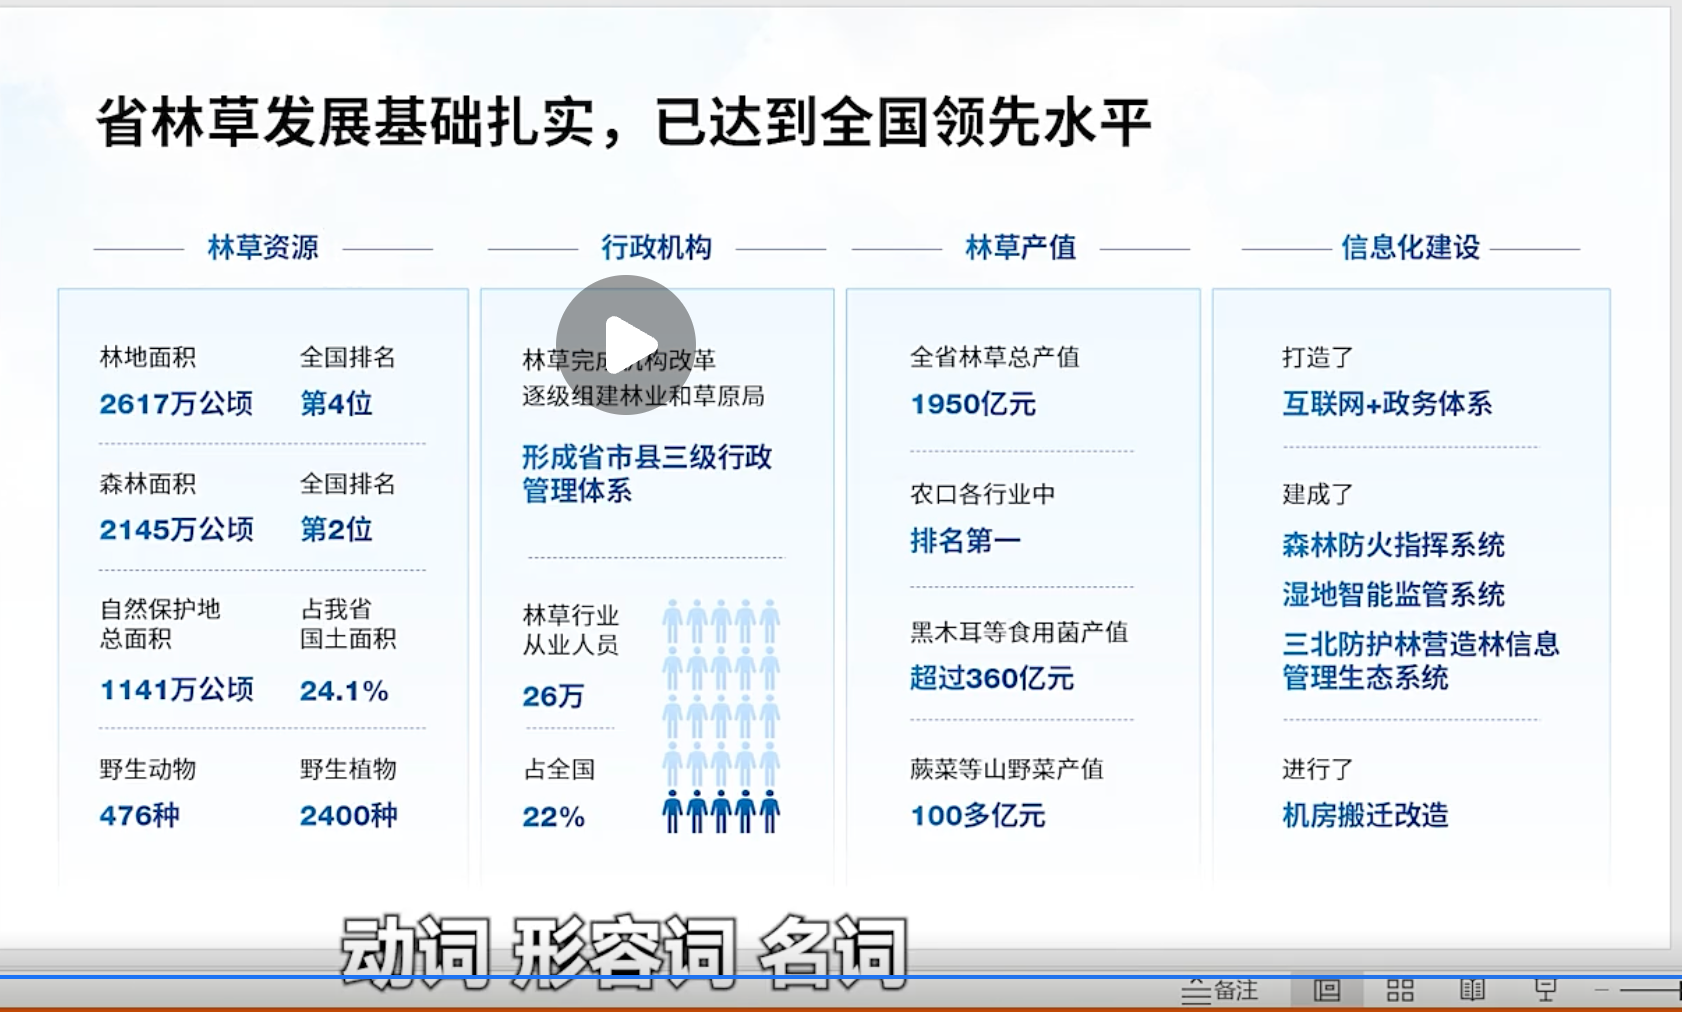 省林草发展基础扎实，已达到全国领先水平
林草资源
林地面积 全国排名
2617万公顷 第4位
森林面积 全国排名
2145万公顷 第2位
自然保护地 占我省
总面积 国土面积
1141万公顷 24.1%
野生动物 野生植物
476种 2400种
行政机构
林草完成机构改革
逐级组建林业和草原局
形成省市县三级行政
管理体系
林草行业
从业人员
26万
占全国
22%
林草产值
全省林草总产值
1950亿元
农口各行业中
排名第一
黑木耳等食用菌产值
超过360亿元
蕨菜等山野菜产值
100多亿元
信息化建设
打造了
互联网+政务体系
建成了
森林防火指挥系统
湿地智能监管系统
三北防护林营造林信息
管理生态系统
进行了
机房搬迁改造
动词 形容词 名词
备注